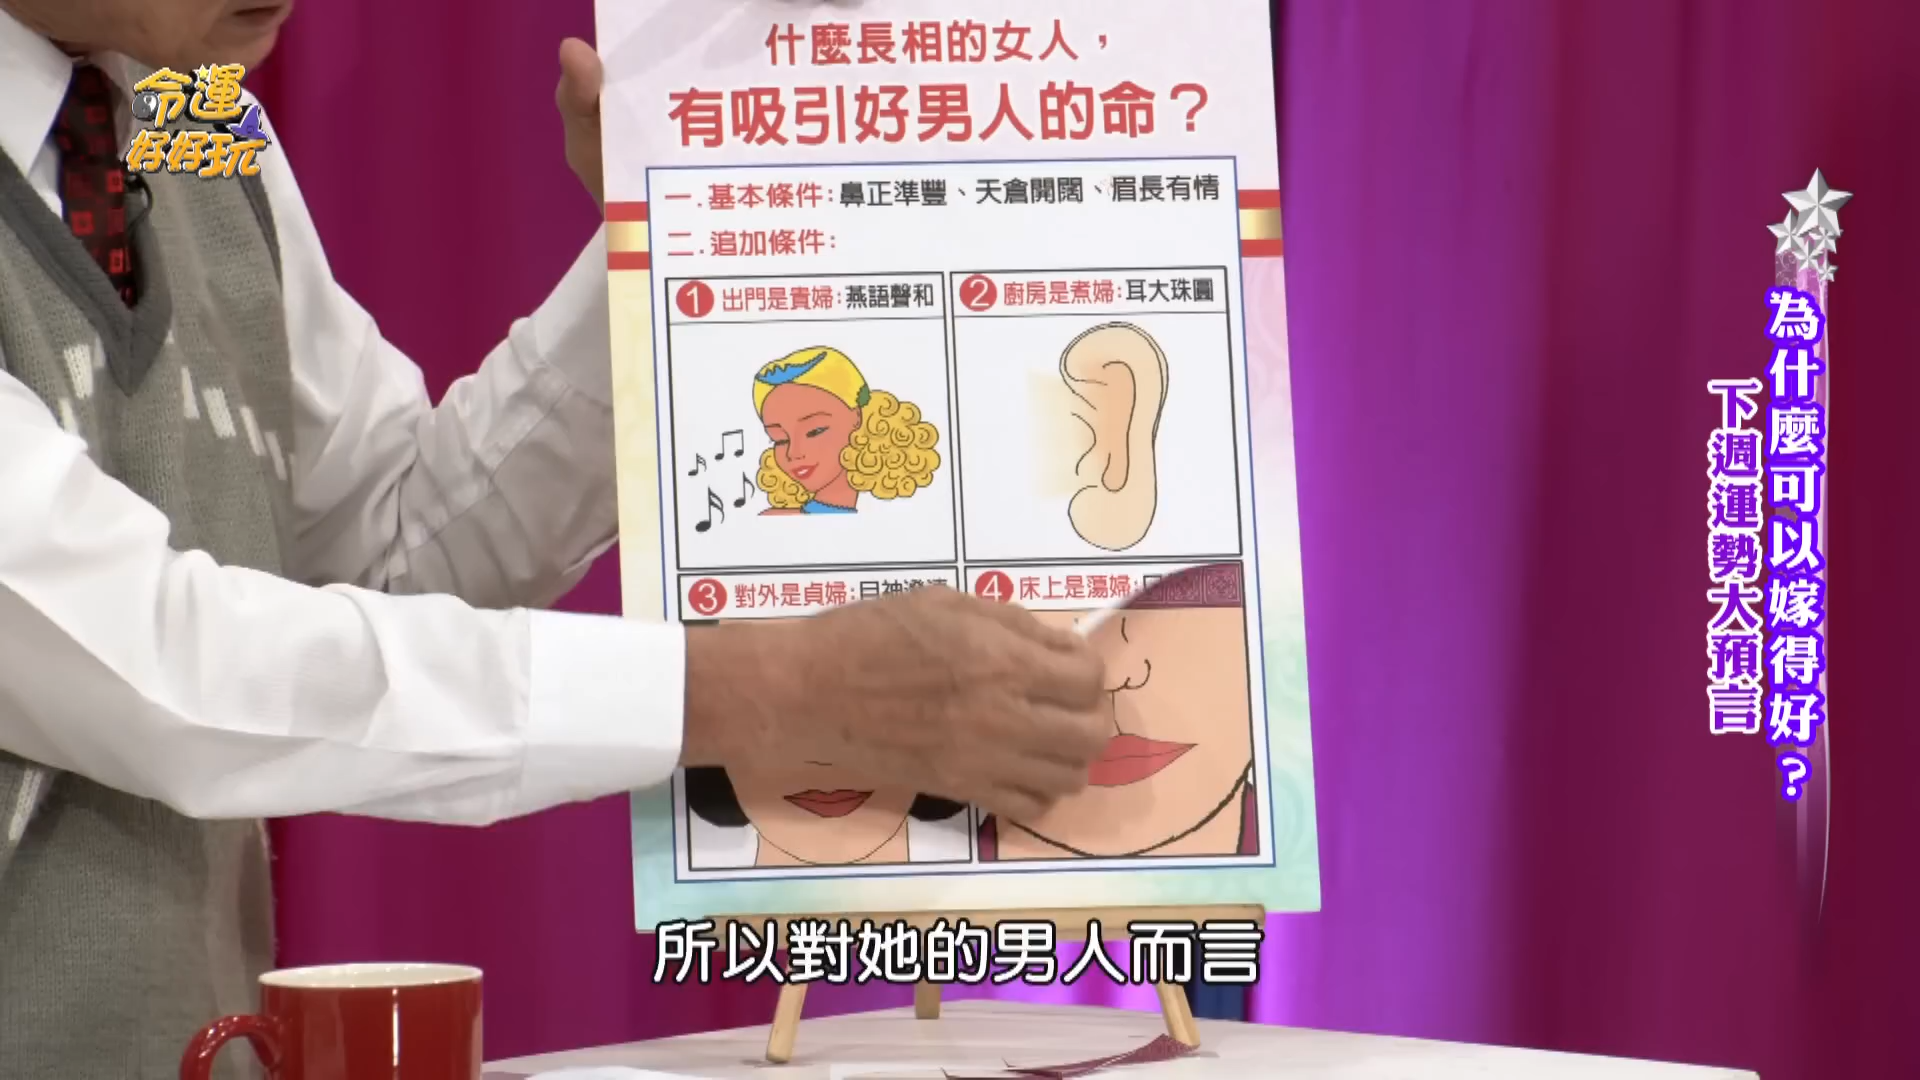 命運
好好玩
什麼長相的女人，
有吸引好男人的命？
一.基本條件:鼻正準豐、天倉開闊、眉長有情
二.追加條件:
1 出門是貴婦:燕語聲和
2 廚房是煮婦:耳大珠圓
3 對外是貞婦:目神澄清
4 床上是蕩婦:
為什麼可以嫁得好？
下週運勢大預言
所以對她的男人而言